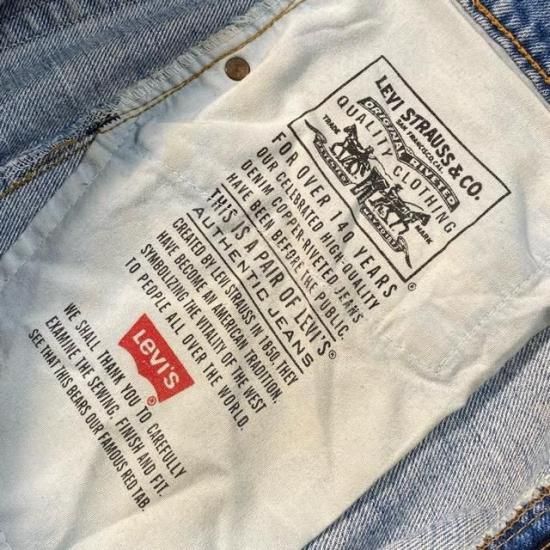 LEVI STRAUSS & CO.
SAN FRANCISCO, CAL.
QUALITY CLOTHING
ORIGINAL RIVETED
TRADE MARK
®
FOR OVER 140 YEARS
OUR CELEBRATED HIGH-QUALITY
DENIM COPPER-RIVETED JEANS
HAVE BEEN BEFORE THE PUBLIC.
THIS IS A PAIR OF LEVI'S®
AUTHENTIC JEANS
CREATED BY LEVI STRAUSS IN 1850, THEY
HAVE BECOME AN AMERICAN TRADITION,
SYMBOLIZING THE VITALITY OF THE WEST
TO PEOPLE ALL OVER THE WORLD.
LEVI'S
®
WE SHALL THANK YOU TO CAREFULLY
EXAMINE THE SEWING, FINISH AND FIT.
SEE THAT THIS BEARS OUR FAMOUS RED TAB.